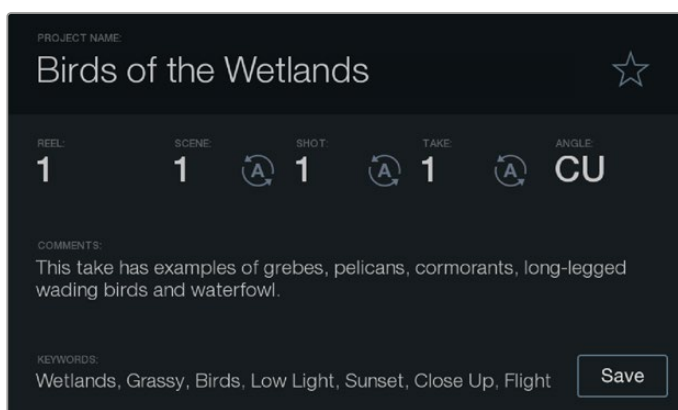 PROJECT NAME:
Birds of the Wetlands
REEL: SCENE: SHOT: TAKE: ANGLE:
1 1 A 1 A 1 A CU
COMMENTS:
This take has examples of grebes, pelicans, cormorants, long-legged
wading birds and waterfowl.
KEYWORDS:
Wetlands, Grassy, Birds, Low Light, Sunset, Close Up, Flight Save